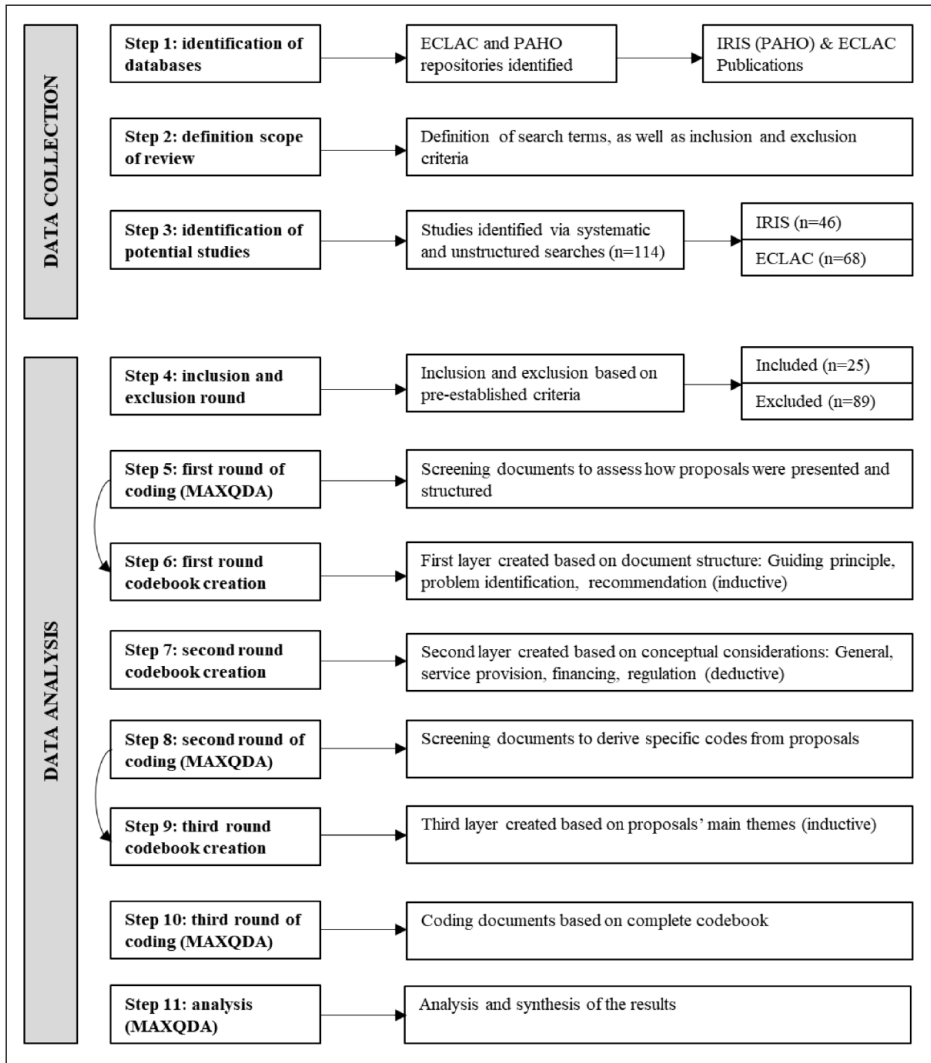 DATA COLLECTION
Step 1: identification of
databases
ECLAC and PAHO
repositories identified
IRIS (PAHO) & ECLAC
Publications
Step 2: definition scope
of review
Definition of search terms, as well as inclusion and exclusion
criteria
Step 3: identification of
potential studies
Studies identified via systematic
and unstructured searches (n=114)
IRIS (n=46)
ECLAC (n=68)
DATA ANALYSIS
Step 4: inclusion and
exclusion round
Inclusion and exclusion based on
pre-established criteria
Included (n=25)
Excluded (n=89)
Step 5: first round of
coding (MAXQDA)
Screening documents to assess how proposals were presented and
structured
Step 6: first round
codebook creation
First layer created based on document structure: Guiding principle,
problem identification, recommendation (inductive)
Step 7: second round
codebook creation
Second layer created based on conceptual considerations: General,
service provision, financing, regulation (deductive)
Step 8: second round of
coding (MAXQDA)
Screening documents to derive specific codes from proposals
Step 9: third round
codebook creation
Third layer created based on proposals’ main themes (inductive)
Step 10: third round of
coding (MAXQDA)
Coding documents based on complete codebook
Step 11: analysis
(MAXQDA)
Analysis and synthesis of the results